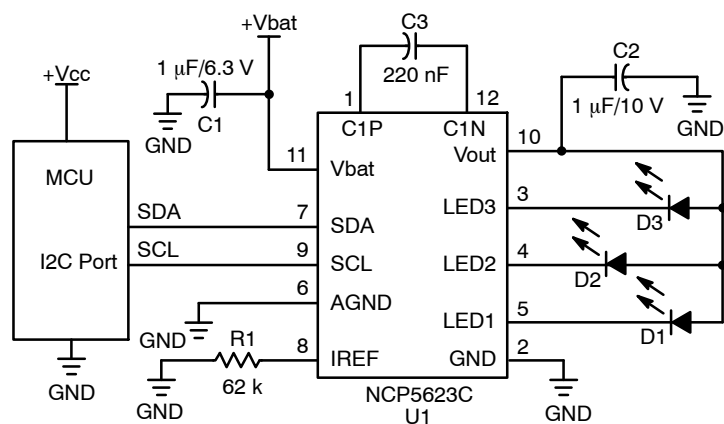 +Vbat
C3
C2
+Vcc
1 μF/6.3 V
220 nF
1 μF/10 V
C1
GND
GND
1
12
C1P
C1N
10
Vout
MCU
11
Vbat
3
LED3
D3
SDA
7
SDA
I2C Port
SCL
9
SCL
LED2
4
D2
6
AGND
LED1
5
D1
GND
R1
8
IREF
GND
2
GND
62 k
GND
GND
NCP5623C
U1